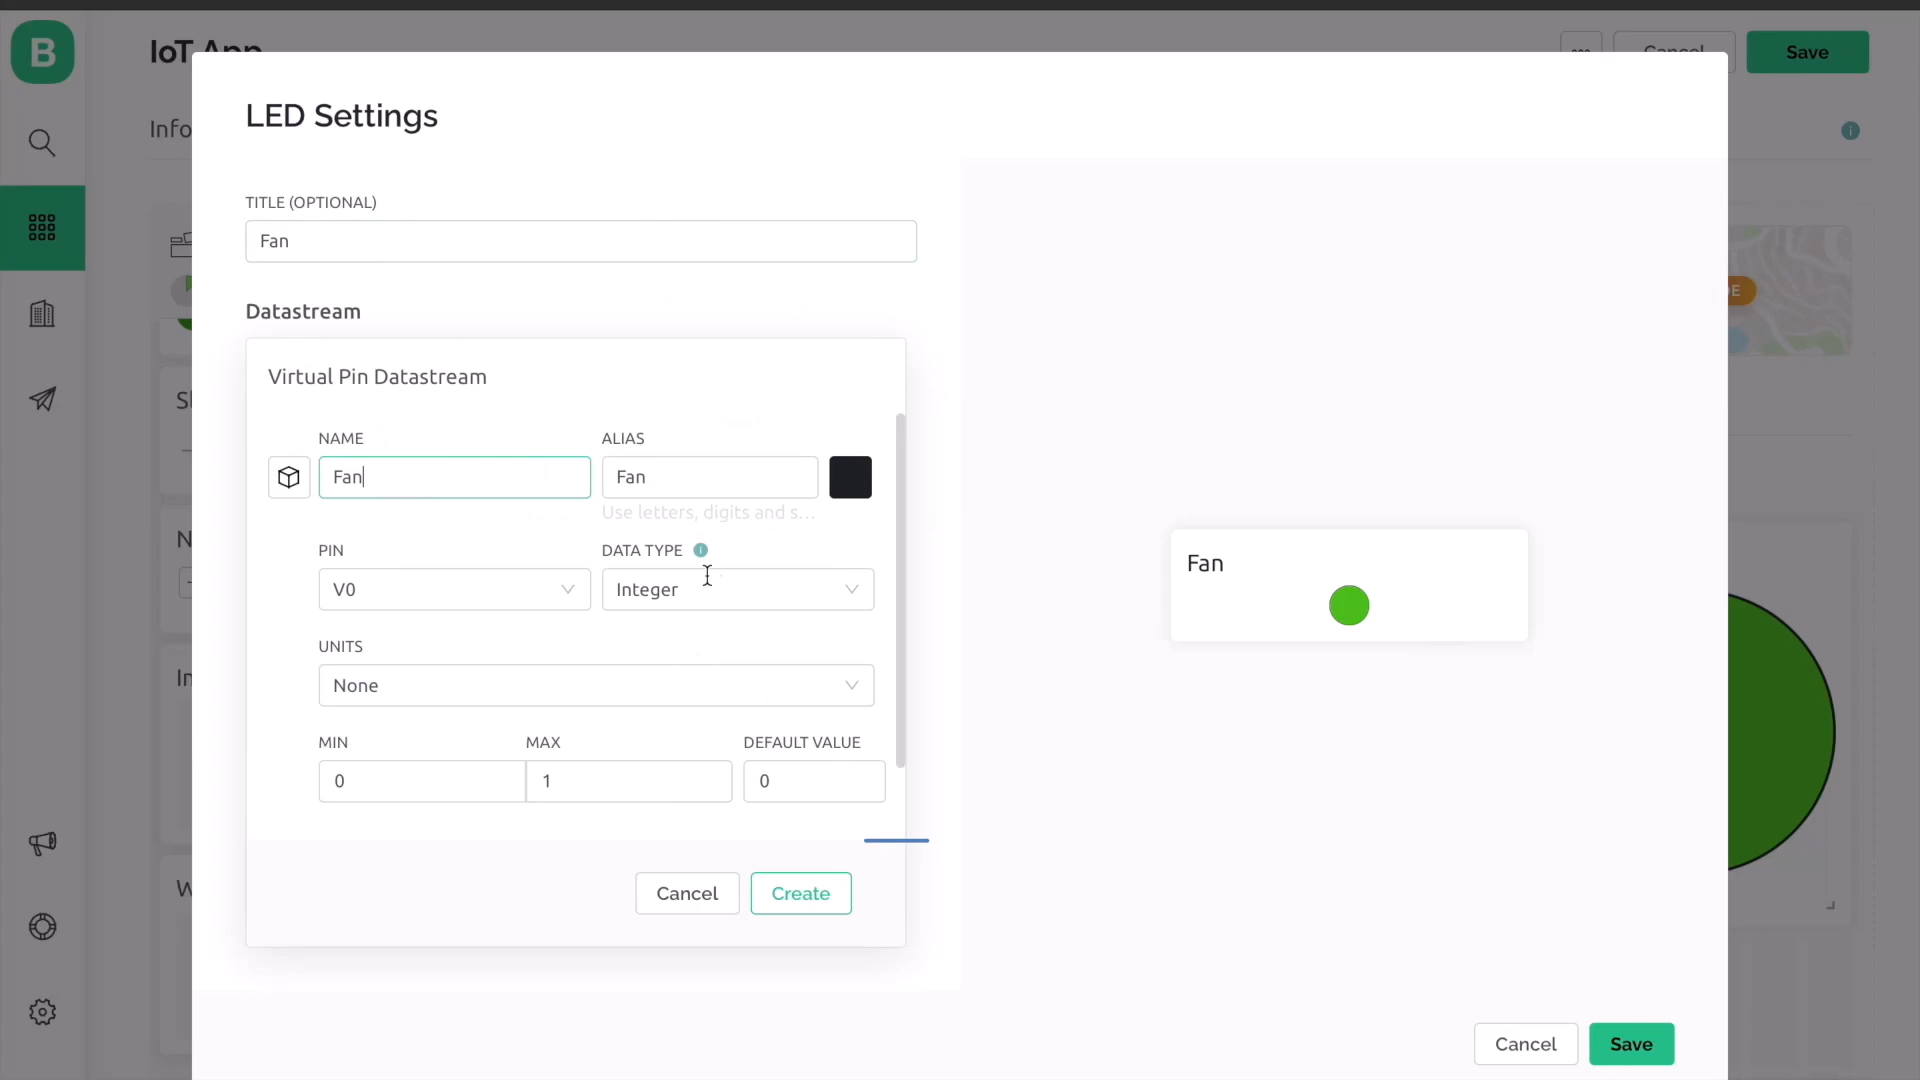 B
IoT App
Cancel
Save
Info
LED Settings
TITLE (OPTIONAL)
Fan
Datastream
Virtual Pin Datastream
NAME
ALIAS
Fan
Fan
Use letters, digits and s...
PIN
DATA TYPE
V0
Integer
UNITS
None
MIN
MAX
DEFAULT VALUE
0
1
0
Cancel
Create
Fan
Cancel
Save